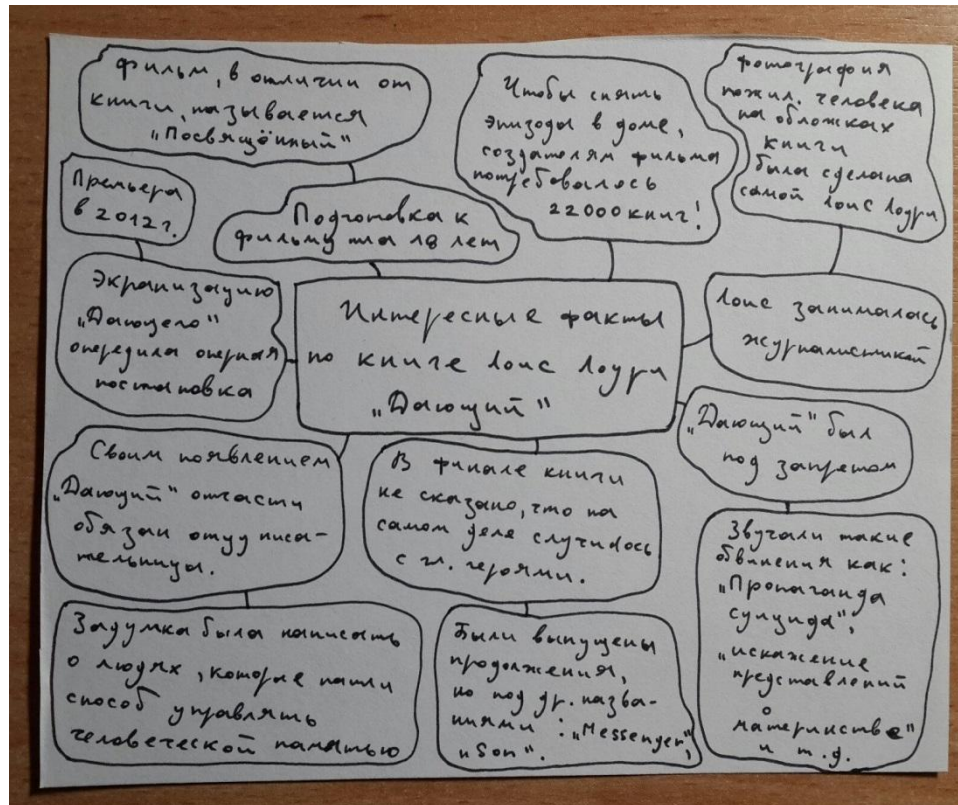 Фильм, в отличии от
книги, называется
„Посвящённый"
Чтобы снять
эпизоды в доме,
создателям фильма
потребовалось
22000 книг!
фотография
пожил. человека
на обложках
книги
была сделана
самой Лоис Лоури
Премьера
в 2012 г.
Подготовка к
фильму шла 18 лет
Экранизацию
„Дающего"
опередила оперная
постановка
Интересные факты
по книге Лоис Лоури
„Дающий"
Лоис занималась
журналистикой
„Дающий" был
под запретом
Своим появлением
„Дающий" отчасти
обязан отцу писа-
тельницы.
В финале книги
не сказано, что на
самом деле случилось
с гл. героями.
Звучали такие
обвинения как:
„Пропаганда
суицида",
„искажение
представлений
о
материнстве"
и т.д.
Задумка была написать
о людях, которые нашли
способ управлять
человеческой памятью
Были выпущены
продолжения,
но под др. назва-
ниями: „Messenger",
„Son".